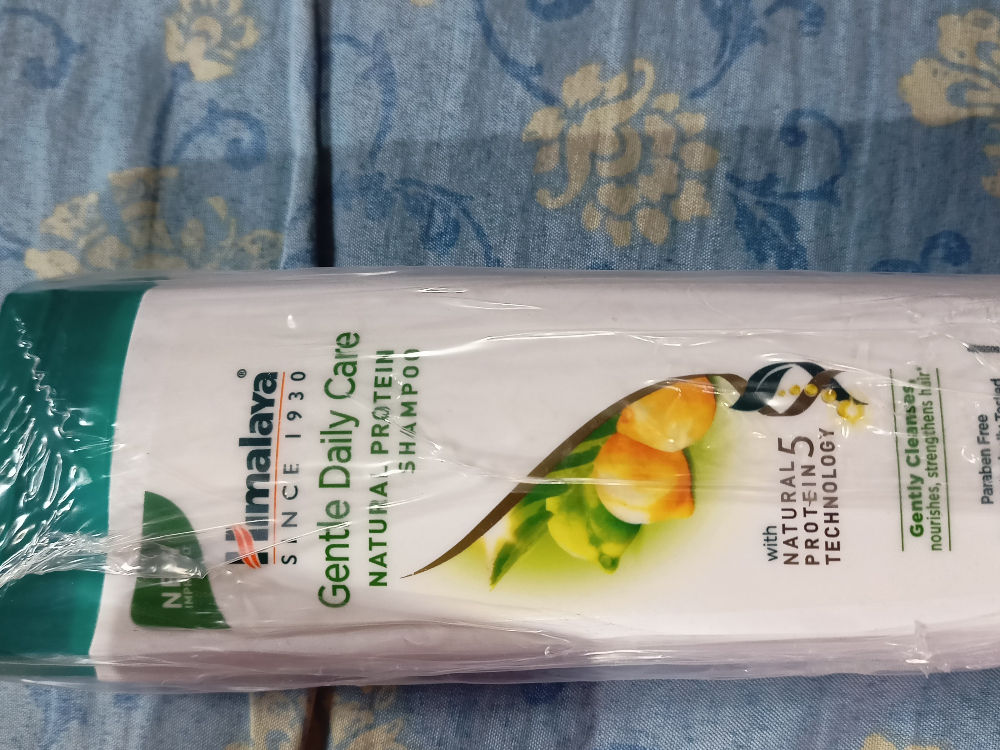 Himalaya®
SINCE 1930
Gentle Daily Care
NATURAL PROTEIN
SHAMPOO
with
NATURAL 5
PROTEIN
TECHNOLOGY
Gently Cleanses,
nourishes, strengthens hair*
Paraben Free
Tested